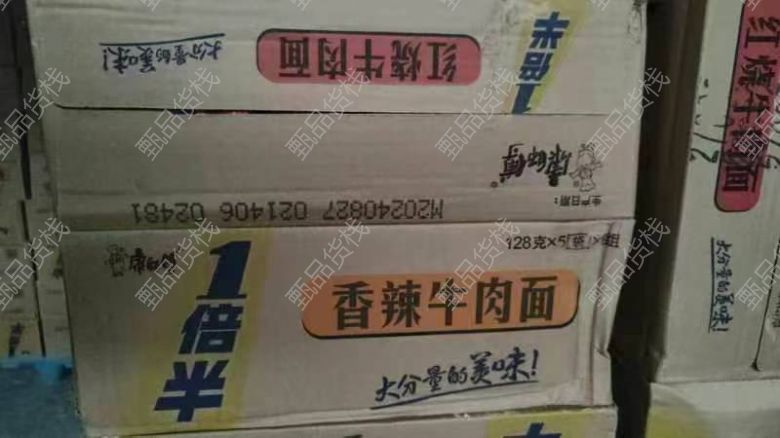 大分量的美味!
红烧牛肉面
1倍半
康师傅
生产日期:
M20240827 021406 02481
128克×5
康师傅
1倍半
香辣牛肉面
大分量的美味!
红烧牛肉面
大分量的美味!
甄品货栈